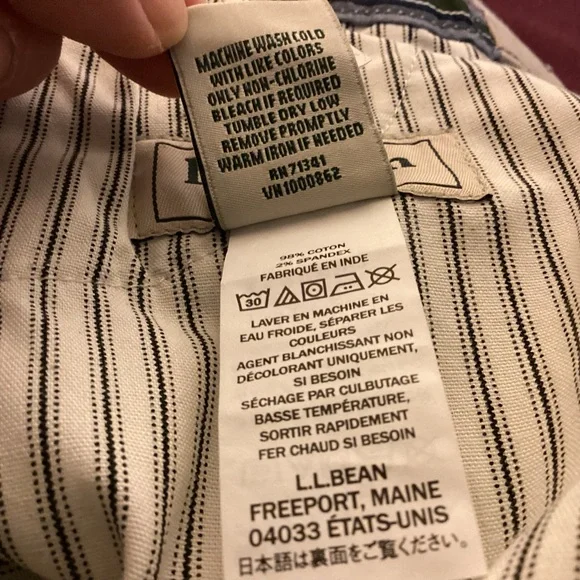 MACHINE WASH COLD
WITH LIKE COLORS
ONLY NON-CHLORINE
BLEACH IF REQUIRED
TUMBLE DRY LOW
REMOVE PROMPTLY
WARM IRON IF NEEDED
RN71341
VN1000862
98% COTON
2% SPANDEX
FABRIQUÉ EN INDE
30
LAVER EN MACHINE EN
EAU FROIDE, SÉPARER LES
COULEURS
AGENT BLANCHISSANT NON
DÉCOLORANT UNIQUEMENT,
SI BESOIN
SÉCHAGE PAR CULBUTAGE
BASSE TEMPÉRATURE,
SORTIR RAPIDEMENT
FER CHAUD SI BESOIN
L.L.BEAN
FREEPORT, MAINE
04033 ÉTATS-UNIS
日本語は裏面をご覧ください。